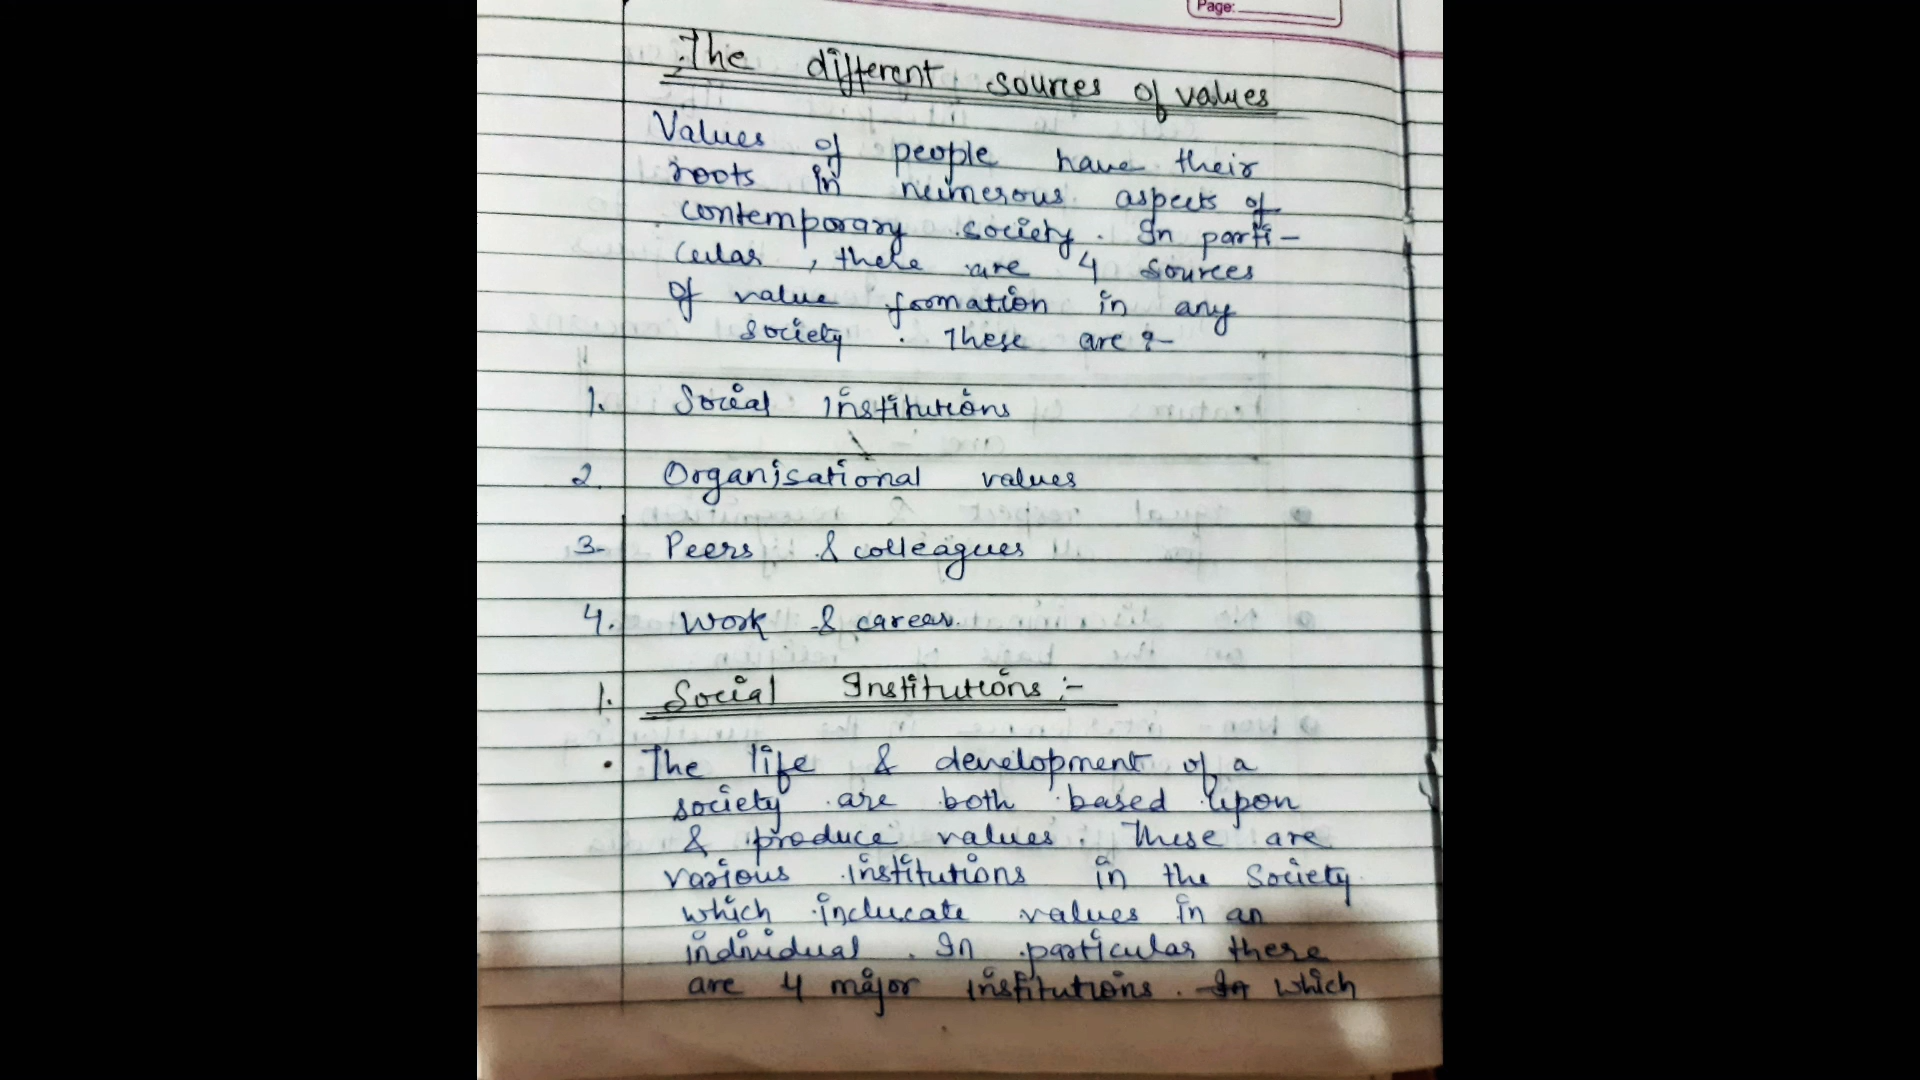 Page:
The different sources of values
Values of people have their
roots in numerous aspects of
contemporary society. In parti-
cular, there are 4 sources
of value formation in any
society. These are :-
1. Social institutions
2. Organisational values
3- Peers & colleagues
4. Work & career.
1. Social Institutions :-
• The life & development of a
society are both based upon
& produce values. These are
various institutions in the society
which inclucate values in an
individual. In particular there
are 4 major institutions. In which